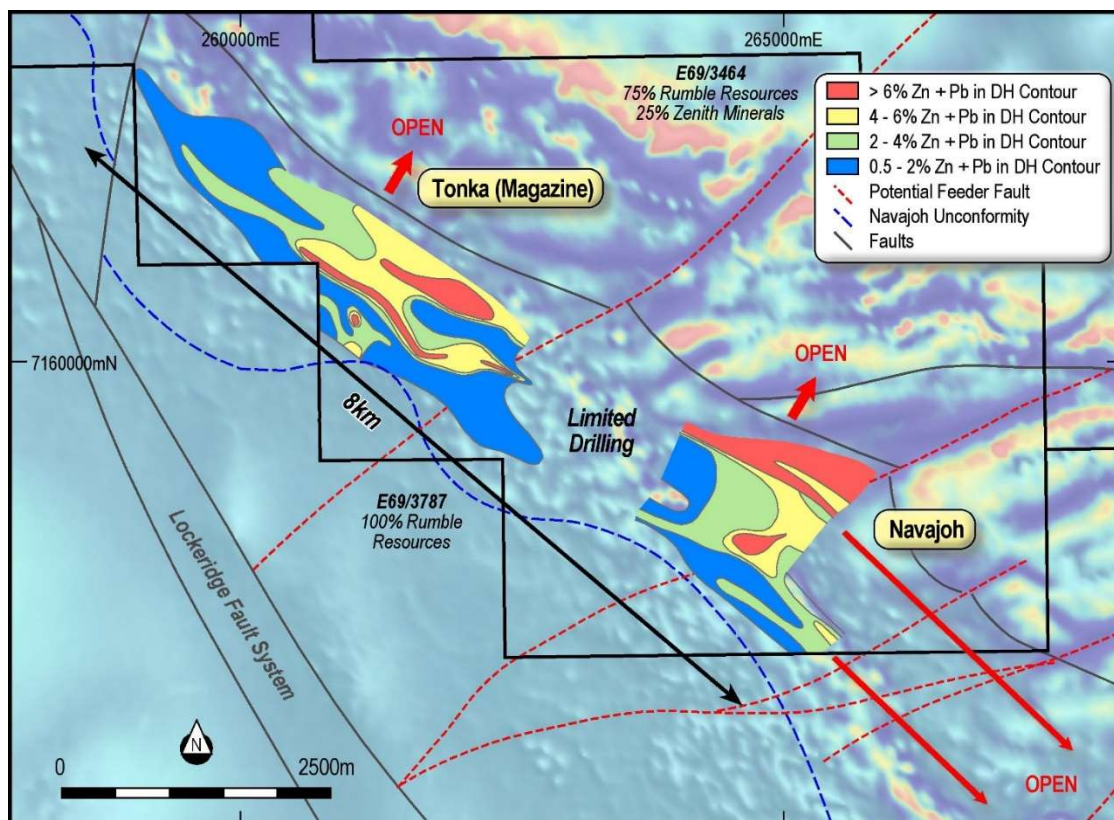 260000mE
265000mE
E69/3464
75% Rumble Resources
25% Zenith Minerals
> 6% Zn + Pb in DH Contour
4 - 6% Zn + Pb in DH Contour
2 - 4% Zn + Pb in DH Contour
0.5 - 2% Zn + Pb in DH Contour
Potential Feeder Fault
Navajoh Unconformity
Faults
OPEN
Tonka (Magazine)
7160000mN
OPEN
8km
Limited
Drilling
E69/3787
100% Rumble
Resources
Navajoh
Lockeridge Fault System
N
0
2500m
OPEN